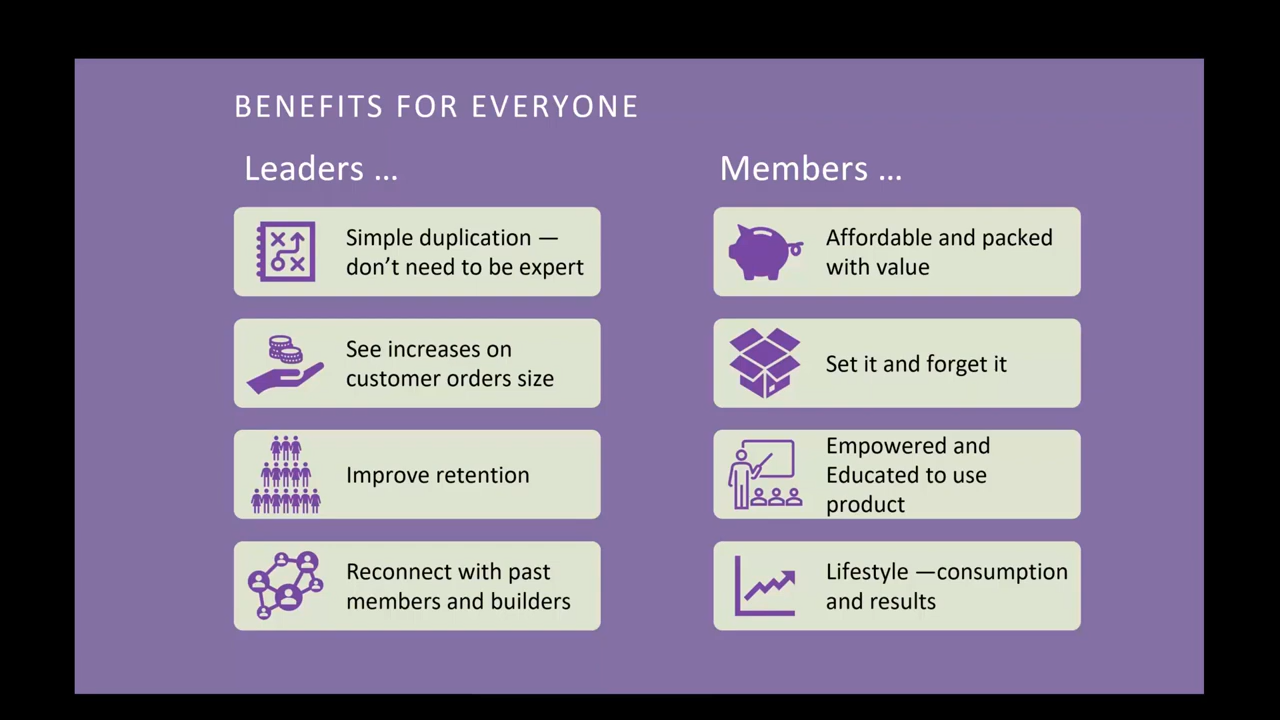 BENEFITS FOR EVERYONE
Leaders ...
Simple duplication —
don't need to be expert
See increases on
customer orders size
Improve retention
Reconnect with past
members and builders
Members ...
Affordable and packed
with value
Set it and forget it
Empowered and
Educated to use
product
Lifestyle —consumption
and results